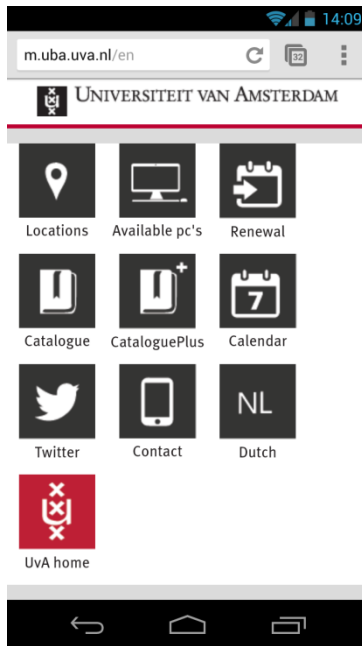 14:09
m.uba.uva.nl/en
32
UNIVERSITEIT VAN AMSTERDAM
Locations Available pc's Renewal
7
Catalogue CataloguePlus Calendar
NL
Twitter Contact Dutch
UvA home